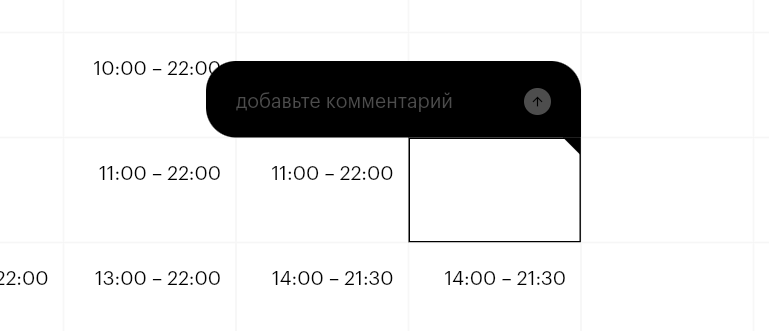 10:00 – 22:00
добавьте комментарий
11:00 – 22:00 11:00 – 22:00
22:00 13:00 – 22:00 14:00 – 21:30 14:00 – 21:30